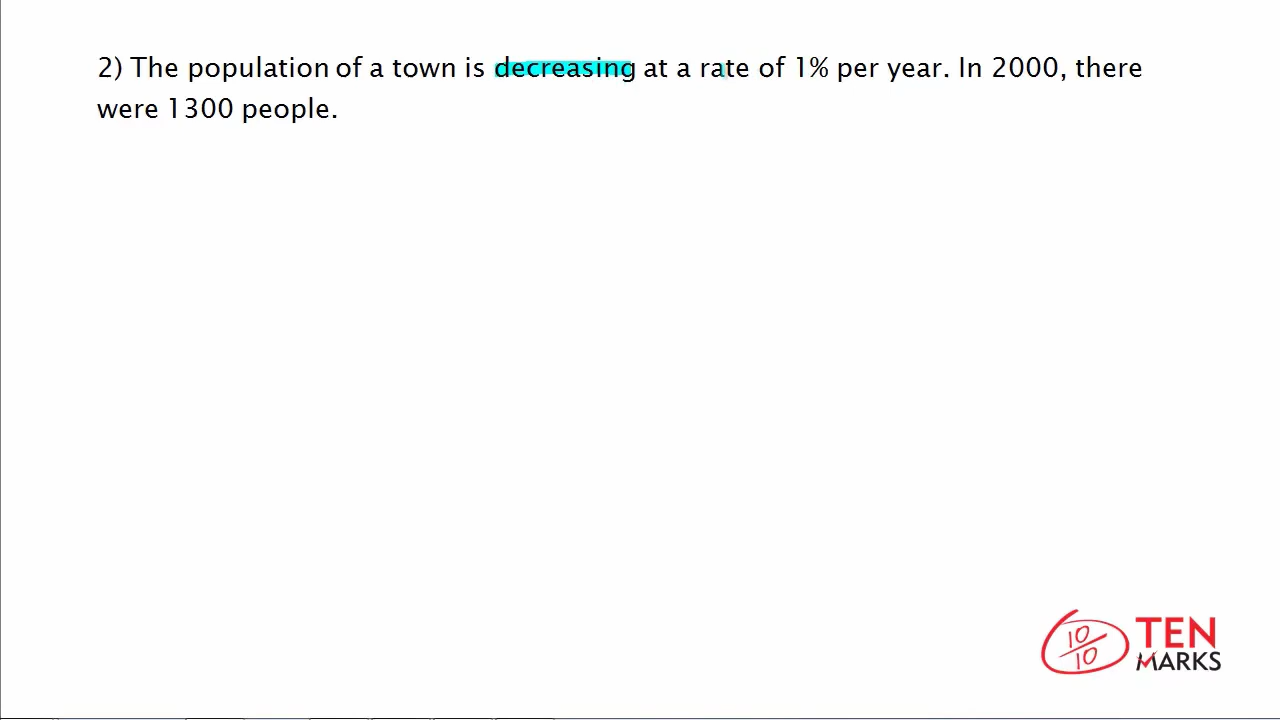 2) The population of a town is decreasing at a rate of 1% per year. In 2000, there
were 1300 people.
10
10
TEN
MARKS